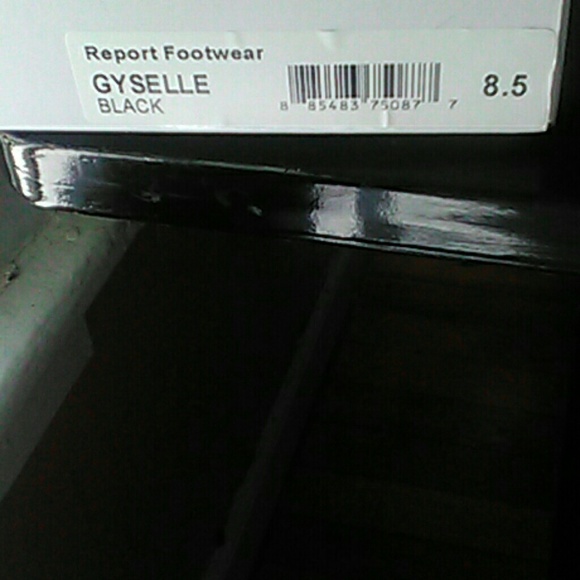 Report Footwear
GYSELLE
BLACK
8 85483 75087 7
8.5